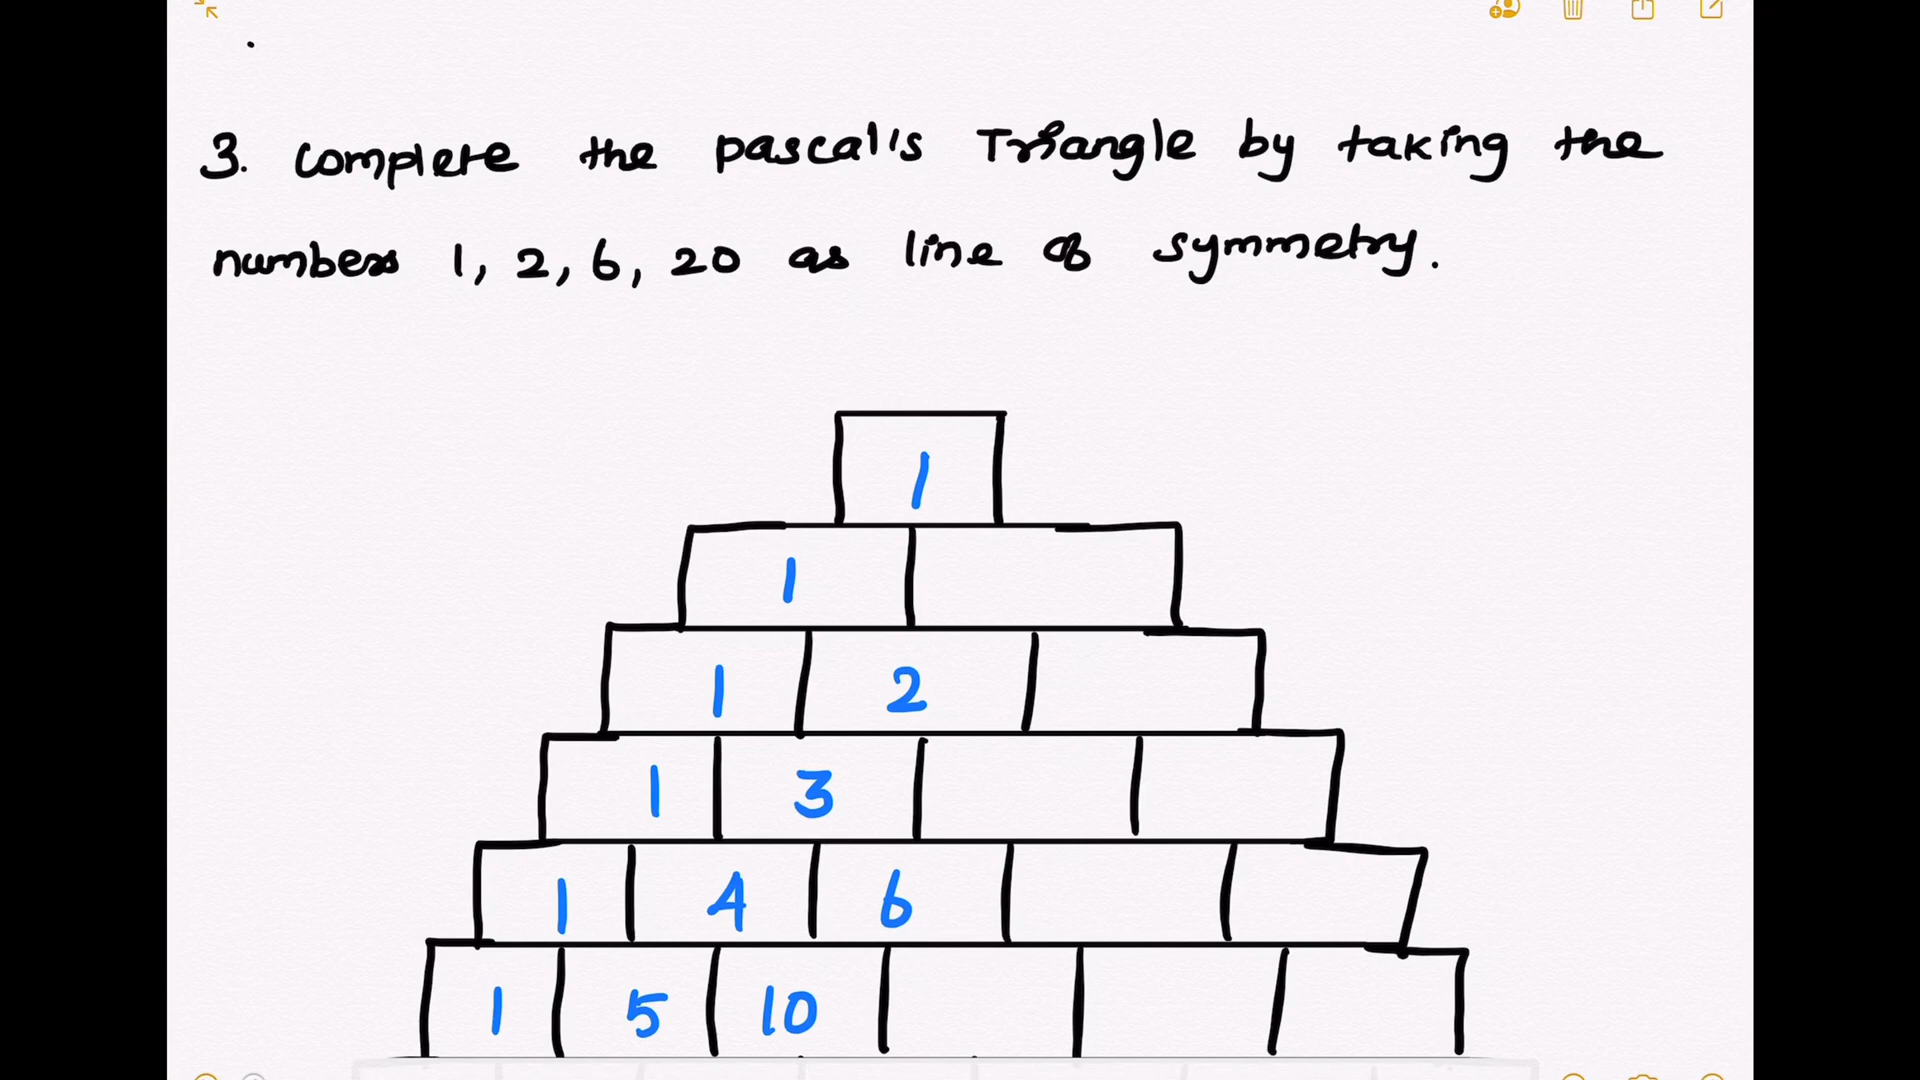 3. Complete the pascal's Triangle by taking the
numbers 1, 2, 6, 20 as line of symmetry.
1
1
1 2
1 3
1 4 6
1 5 10